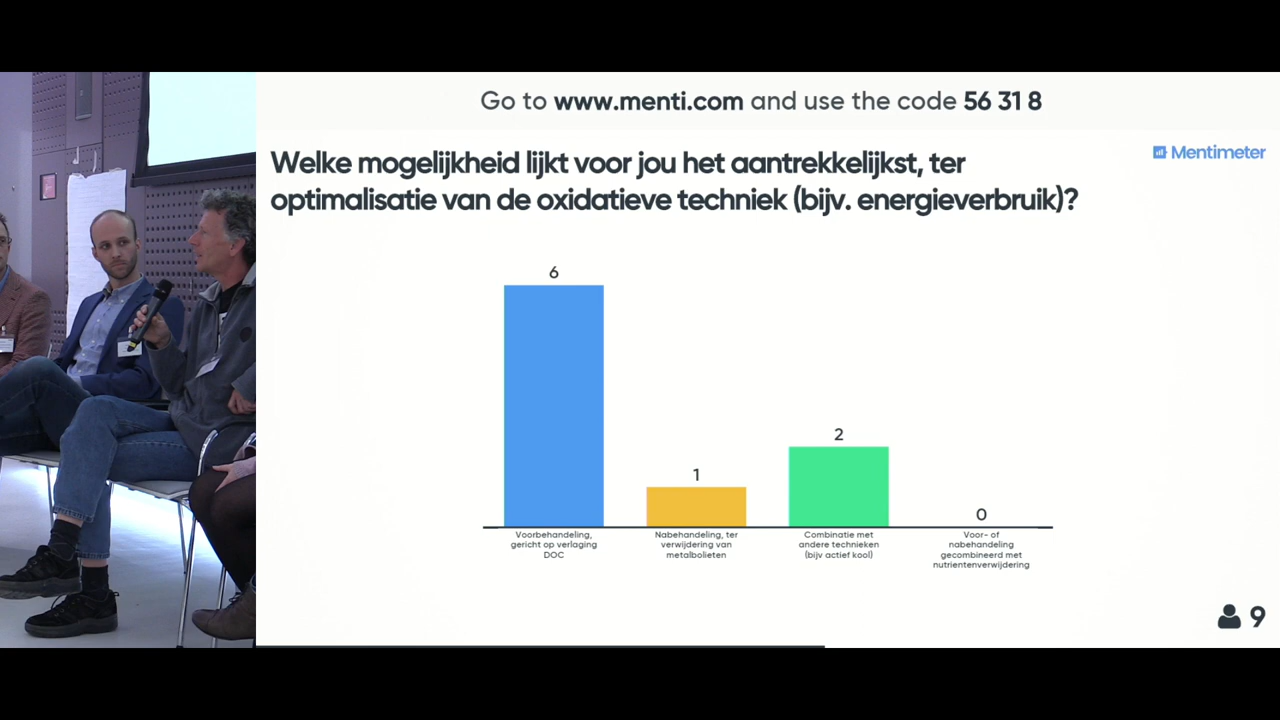 Go to www.menti.com and use the code 56 31 8
Mentimeter
Welke mogelijkheid lijkt voor jou het aantrekkelijkst, ter
optimalisatie van de oxidatieve techniek (bijv. energieverbruik)?
6
1
2
0
Voorbehandeling,
gericht op verlaging
DOC
Nabehandeling, ter
verwijdering van
metalbolieten
Combinatie met
andere technieken
(bijv actief kool)
Voor- of
nabehandeling
gecombineerd met
nutrientenverwijdering
9